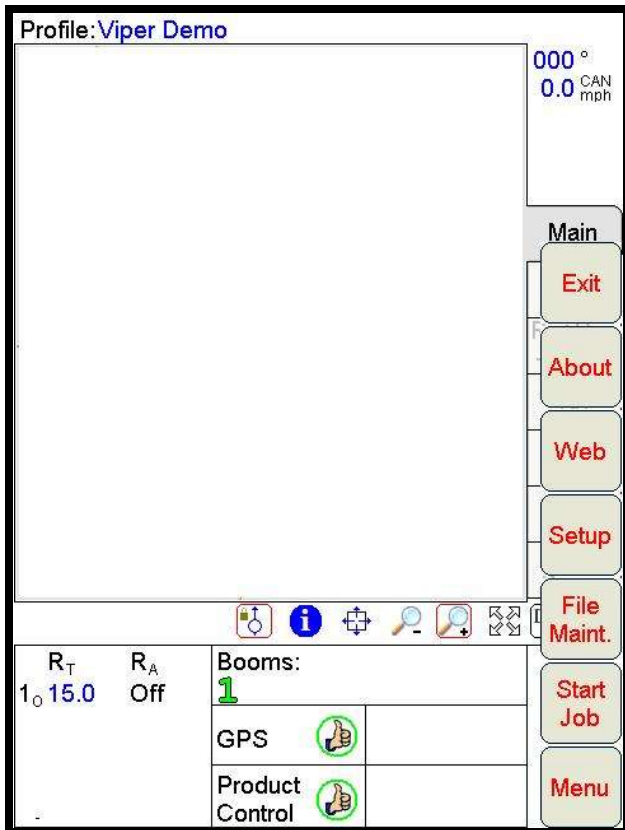 Profile: Viper Demo
000 °
0.0 CAN mph
Main
Exit
About
Web
Setup
File
Maint.
Start
Job
Menu
R_T R_A
1_O 15.0 Off
Booms:
1
GPS
Product
Control